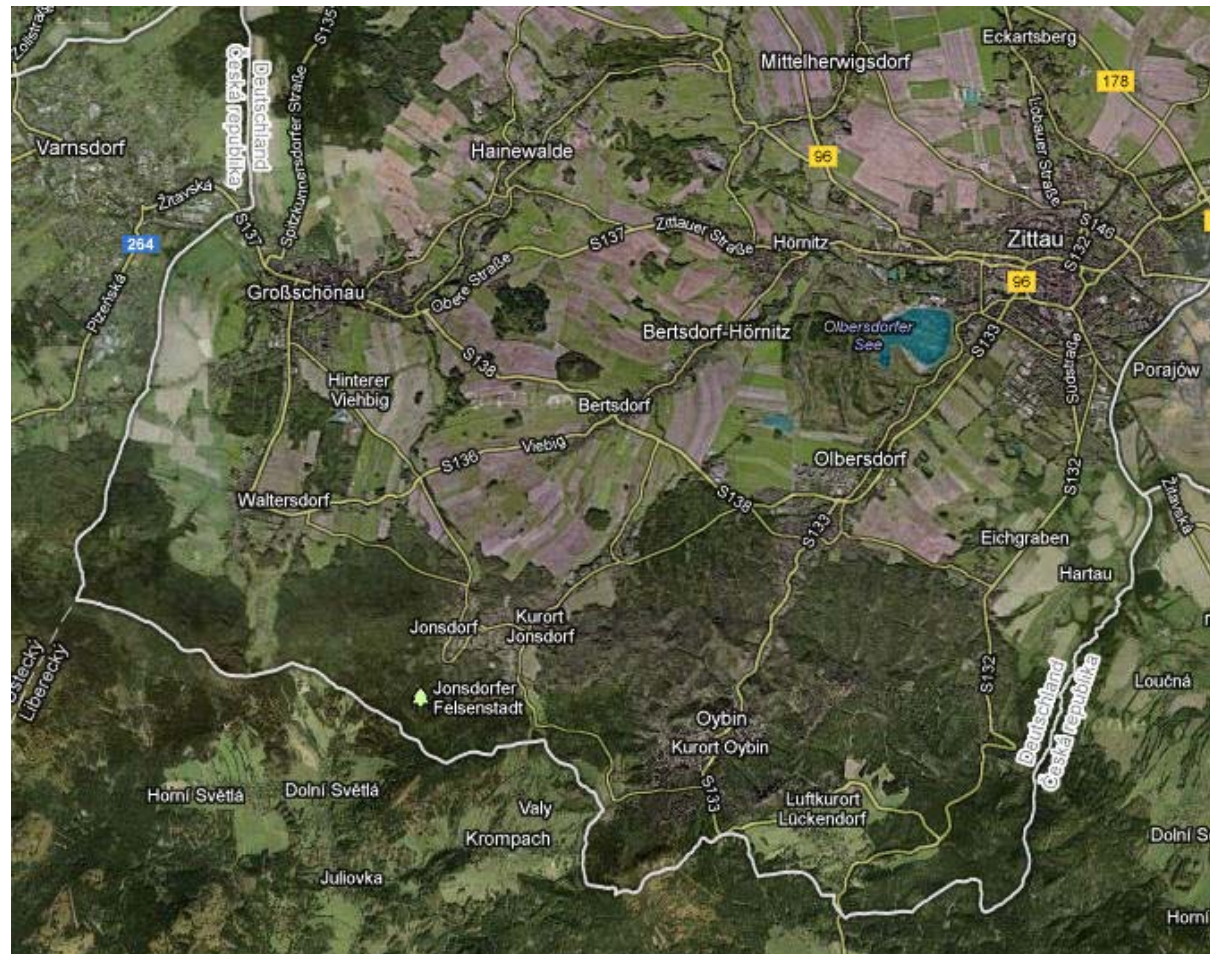 Zollstraße
Česká republika
Deutschland
Spitzkunnersdorfer Straße
S135
Mittelherwigsdorf
Eckartsberg
178
Varnsdorf
Hainewalde
96
Löbauer Straße
Žitavská
S137
264
Plzeňská
Großschönau
Obere Straße
S137
Zittauer Straße
Hörnitz
Zittau
S146
S132
96
Bertsdorf-Hörnitz
Olbersdorfer
See
S133
Südstraße
Porajów
S138
Hinterer
Viehbig
Bertsdorf
S136
Viebig
Waltersdorf
Olbersdorf
S138
S133
S132
Žitavská
Eichgraben
Hartau
Jonsdorf
Kurort
Jonsdorf
Ústecký
Liberecký
Jonsdorfer
Felsenstadt
S132
Deutschland
Česká republika
Loučná
Oybin
Kurort Oybin
S133
Horní Světlá
Dolní Světlá
Valy
Krompach
Luftkurort
Lückendorf
Juliovka
Dolní
Horní